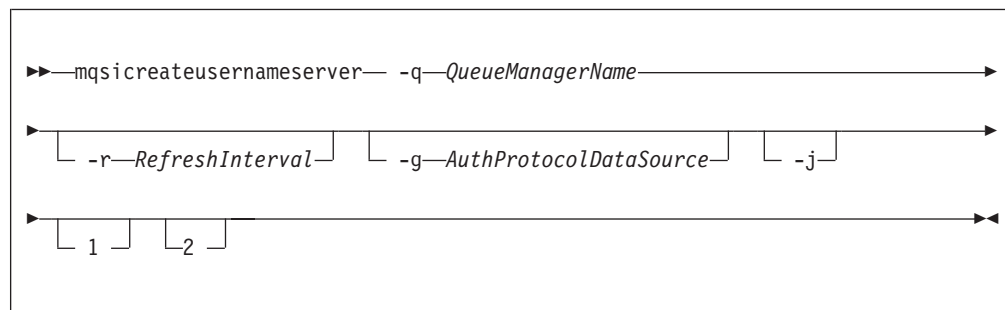 mqsicreateusernameserver -q QueueManagerName
-r RefreshInterval -g AuthProtocolDataSource -j
1 2